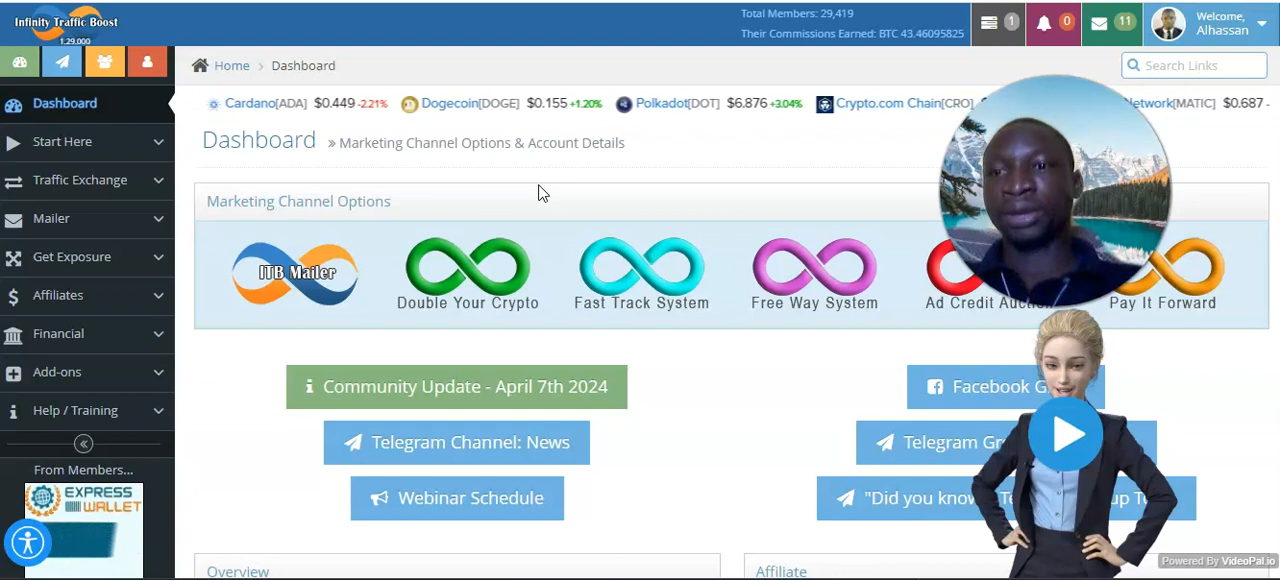 Infinity Traffic Boost
1.29.000
Total Members: 29,419
Their Commissions Earned: BTC 43.46095825
1
0
11
Welcome,
Alhassan
Home > Dashboard
Search Links
Cardano[ADA] $0.449 -2.21%
Dogecoin[DOGE] $0.155 +1.20%
Polkadot[DOT] $6.876 +3.04%
Crypto.com Chain[CRO]
etwork[MATIC] $0.687 -
Dashboard
Start Here
Traffic Exchange
Mailer
Get Exposure
Affiliates
Financial
Add-ons
Help / Training
From Members...
EXPRESS
WALLET
Dashboard » Marketing Channel Options & Account Details
Marketing Channel Options
ITB Mailer
Double Your Crypto
Fast Track System
Free Way System
Ad Credit
Pay It Forward
Community Update - April 7th 2024
Facebook G
Telegram Channel: News
Telegram Gr
Webinar Schedule
"Did you know
up T
Overview
Affiliate
Powered By VideoPal.io